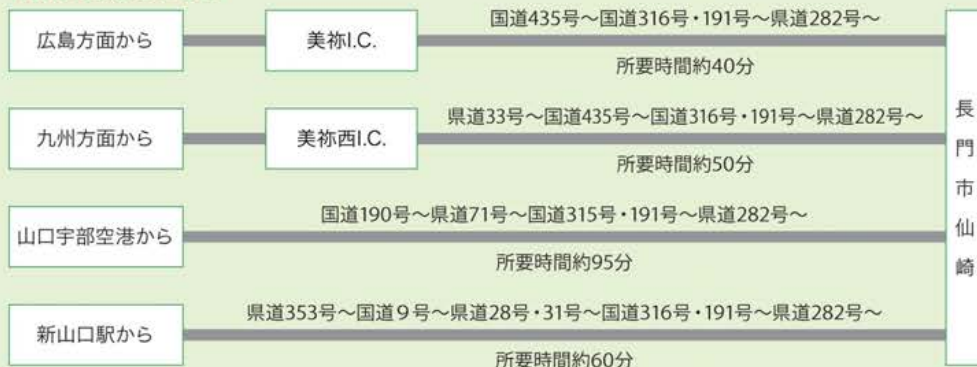 広島方面から
美祢I.C.
国道435号～国道316号・191号～県道282号～
所要時間約40分
九州方面から
美祢西I.C.
県道33号～国道435号～国道316号・191号～県道282号～
所要時間約50分
山口宇部空港から
国道190号～県道71号～国道315号・191号～県道282号～
所要時間約95分
新山口駅から
県道353号～国道９号～県道28号・31号～国道316号・191号～県道282号～
所要時間約60分
長門市仙崎